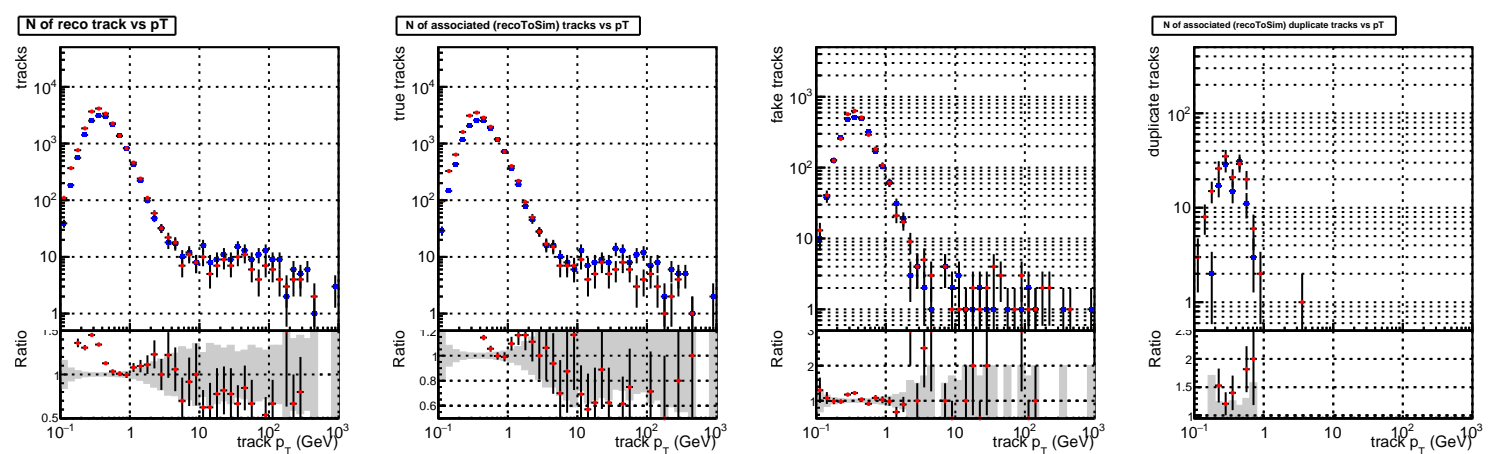 N of reco track vs pT
tracks
10^4
10^3
10^2
10
1
1.5
Ratio
1
0.5
10^-1 1 10 10^2 10^3
track p_T (GeV)
N of associated (recoToSim) tracks vs pT
true tracks
10^4
10^3
10^2
10
1
1.2
Ratio
1
0.8
0.6
10^-1 1 10 10^2 10^3
track p_T (GeV)
fake tracks
10^3
10^2
10
1
3
Ratio
2
1
10^-1 1 10 10^2 10^3
track p_T (GeV)
N of associated (recoToSim) duplicate tracks vs pT
duplicate tracks
10^2
10
1
2.5
Ratio
2
1.5
1
10^-1 1 10 10^2 10^3
track p_T (GeV)